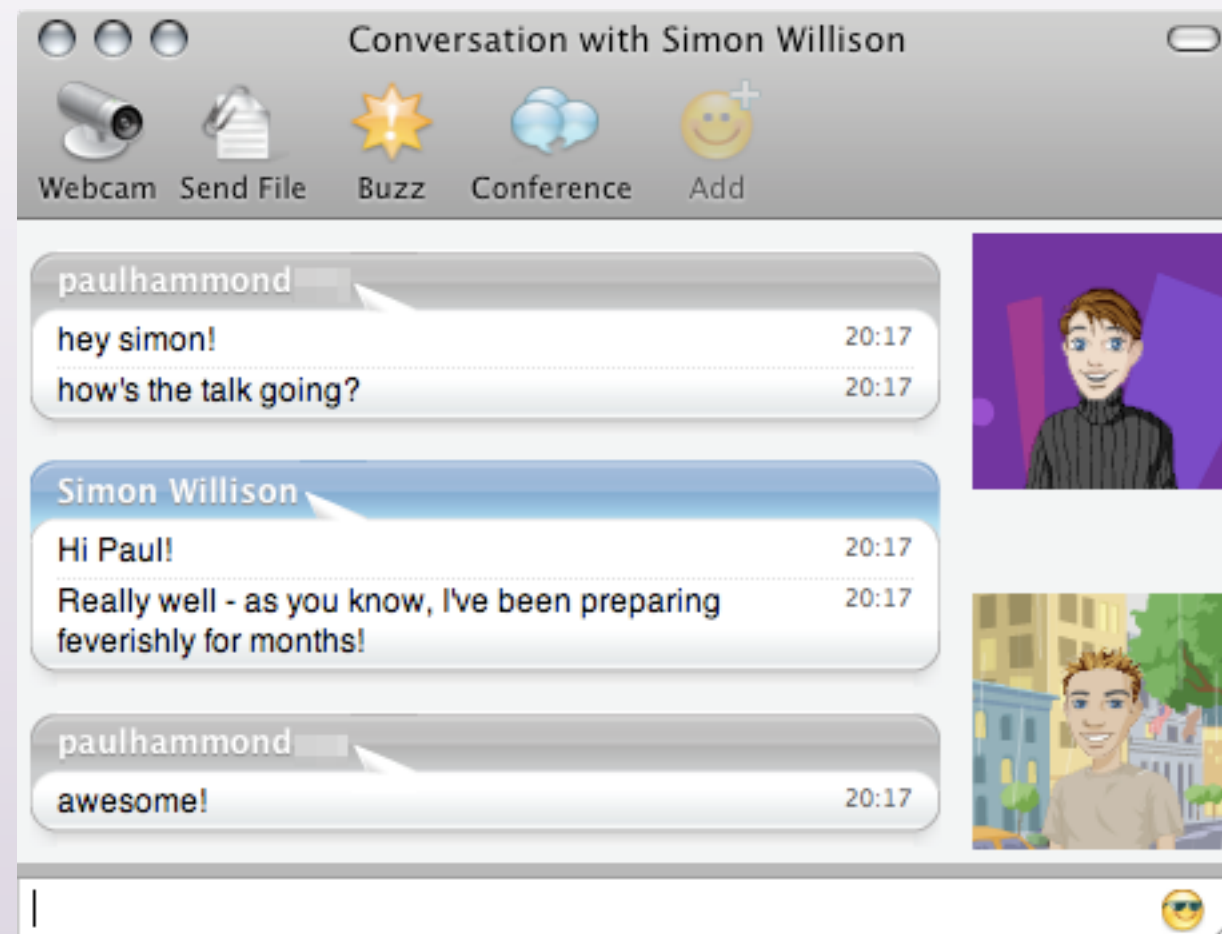 Conversation with Simon Willison
Webcam Send File Buzz Conference Add
paulhammond
hey simon! 20:17
how's the talk going? 20:17
Simon Willison
Hi Paul! 20:17
Really well - as you know, I've been preparing 20:17
feverishly for months!
paulhammond
awesome! 20:17